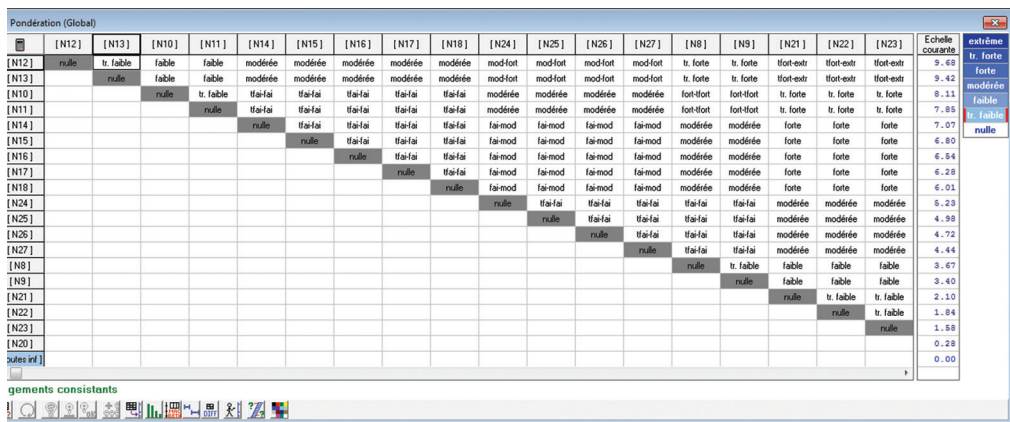 Pondération (Global)
[ N12 ] [ N13 ] [ N10 ] [ N11 ] [ N14 ] [ N15 ] [ N16 ] [ N17 ] [ N18 ] [ N24 ] [ N25 ] [ N26 ] [ N27 ] [ N8 ] [ N9 ] [ N21 ] [ N22 ] [ N23 ] Echelle courante
[ N12 ] nulle tr. faible faible faible modérée modérée modérée modérée modérée mod-fort mod-fort mod-fort mod-fort tr. forte tr. forte tfort-extr tfort-extr tfort-extr 9.68
[ N13 ] nulle faible faible modérée modérée modérée modérée modérée mod-fort mod-fort mod-fort mod-fort tr. forte tr. forte tfort-extr tfort-extr tfort-extr 9.42
[ N10 ] nulle tr. faible tfai-fai tfai-fai tfai-fai tfai-fai tfai-fai modérée modérée modérée modérée fort-tfort fort-tfort tr. forte tr. forte tr. forte 8.11
[ N11 ] nulle tfai-fai tfai-fai tfai-fai tfai-fai tfai-fai modérée modérée modérée modérée fort-tfort fort-tfort tr. forte tr. forte tr. forte 7.85
[ N14 ] nulle tfai-fai tfai-fai tfai-fai tfai-fai fai-mod fai-mod fai-mod fai-mod modérée modérée forte forte forte 7.07
[ N15 ] nulle tfai-fai tfai-fai tfai-fai fai-mod fai-mod fai-mod fai-mod modérée modérée forte forte forte 6.80
[ N16 ] nulle tfai-fai tfai-fai fai-mod fai-mod fai-mod fai-mod modérée modérée forte forte forte 6.54
[ N17 ] nulle tfai-fai fai-mod fai-mod fai-mod fai-mod modérée modérée forte forte forte 6.28
[ N18 ] nulle fai-mod fai-mod fai-mod fai-mod modérée modérée forte forte forte 6.01
[ N24 ] nulle tfai-fai tfai-fai tfai-fai tfai-fai tfai-fai modérée modérée modérée 5.23
[ N25 ] nulle tfai-fai tfai-fai tfai-fai tfai-fai modérée modérée modérée 4.98
[ N26 ] nulle tfai-fai tfai-fai tfai-fai modérée modérée modérée 4.72
[ N27 ] nulle tfai-fai tfai-fai modérée modérée modérée 4.44
[ N8 ] nulle tr. faible faible faible faible 3.67
[ N9 ] nulle faible faible faible 3.40
[ N21 ] nulle tr. faible tr. faible 2.10
[ N22 ] nulle tr. faible 1.84
[ N23 ] nulle 1.58
[ N20 ] 0.28
outes inf ] 0.00
extrême
tr. forte
forte
modérée
faible
tr. faible
nulle
gements consistants
DIFF